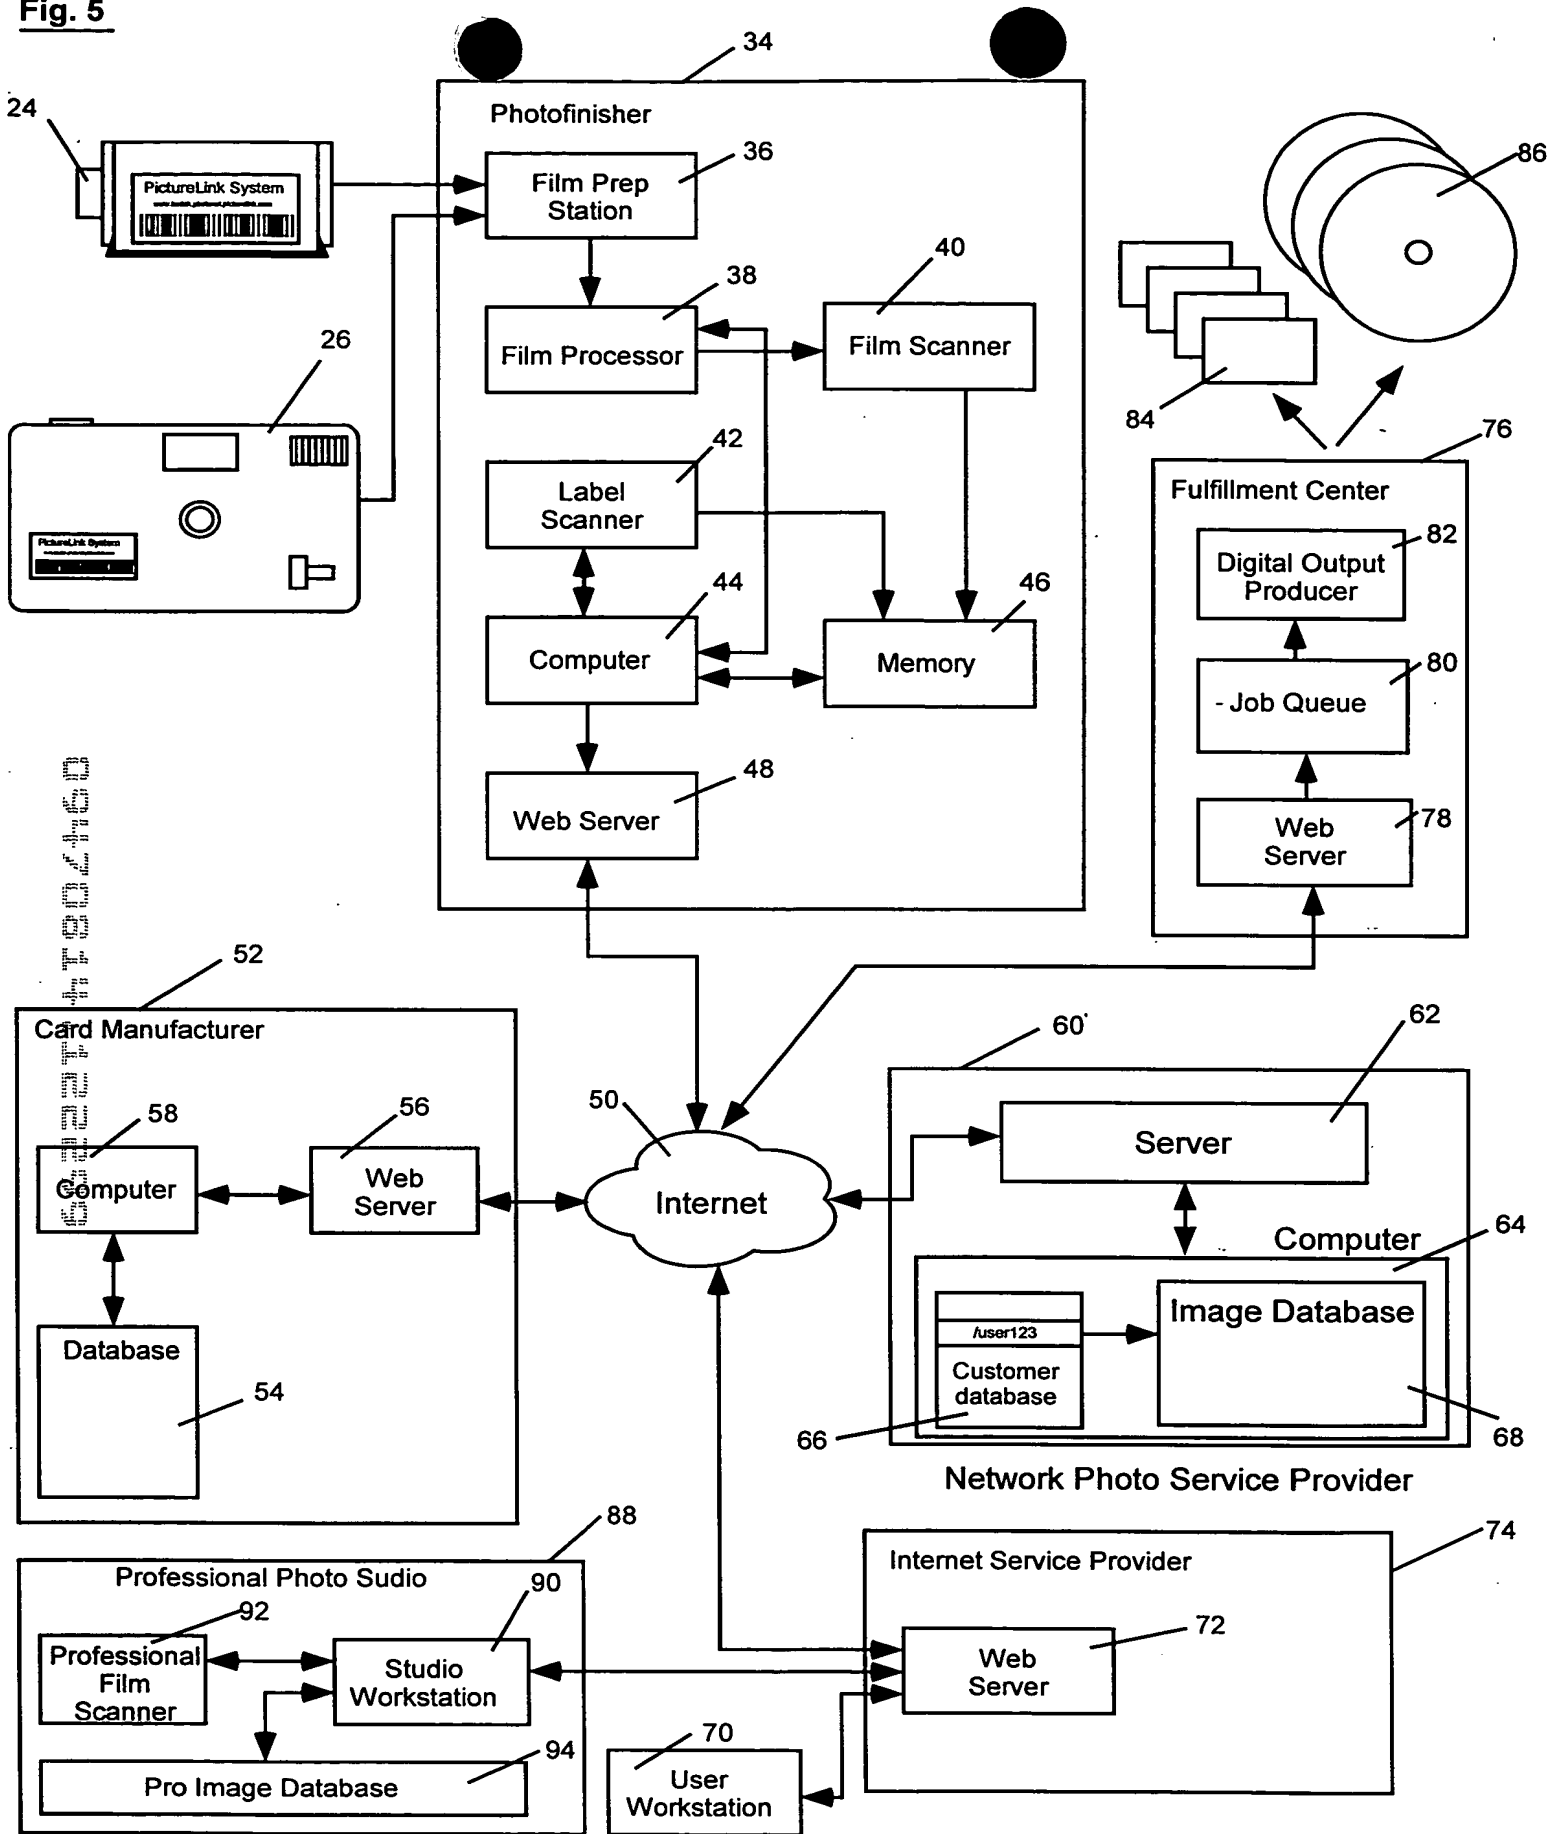 Fig. 5
34
24
Photofinisher
36
86
PictureLink System
Film Prep
Station
40
38
Film Processor
Film Scanner
26
84
42
76
Label
Scanner
Fulfillment Center
82
Digital Output
Producer
PictureLink System
44
46
Computer
Memory
80
- Job Queue
48
Web Server
78
Web
Server
52
Card Manufacturer
60
62
58
56
50
Server
Computer
Web
Server
Internet
Computer
64
Image Database
/user123
Database
Customer
database
54
66
68
Network Photo Service Provider
88
74
Professional Photo Sudio
90
Internet Service Provider
92
72
Professional
Film
Scanner
Studio
Workstation
Web
Server
70
94
Pro Image Database
User
Workstation